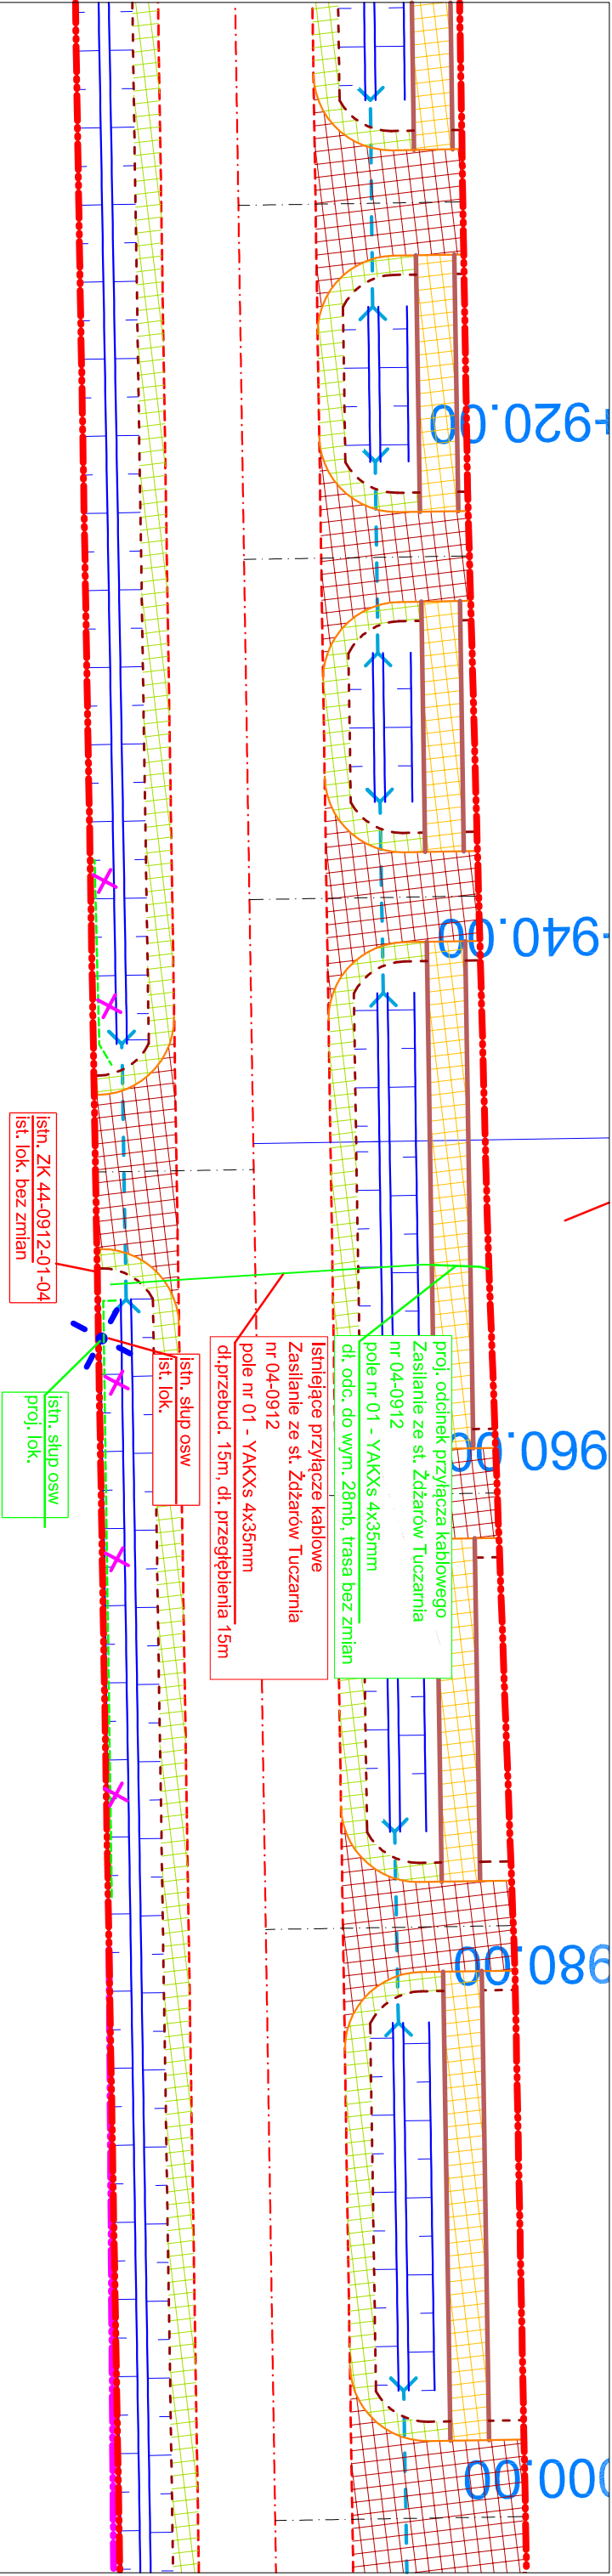 +920.00
940.00
960.00
980.00
000.00
proj. odcinek przyłącza kablowego
Zasilanie ze st. Żdżarów Tuczarnia
nr 04-0912
pole nr 01 - YAKXs 4x35mm
dł. odc. do wym. 28mb, trasa bez zmian
Istniejące przyłącze kablowe
Zasilanie ze st. Żdżarów Tuczarnia
nr 04-0912
pole nr 01 - YAKXs 4x35mm
dł.przebud. 15m, dł. przegłębienia 15m
istn. słup osw
ist. lok.
istn. ZK 44-0912-01-04
ist. lok. bez zmian
istn. słup osw
proj. lok.